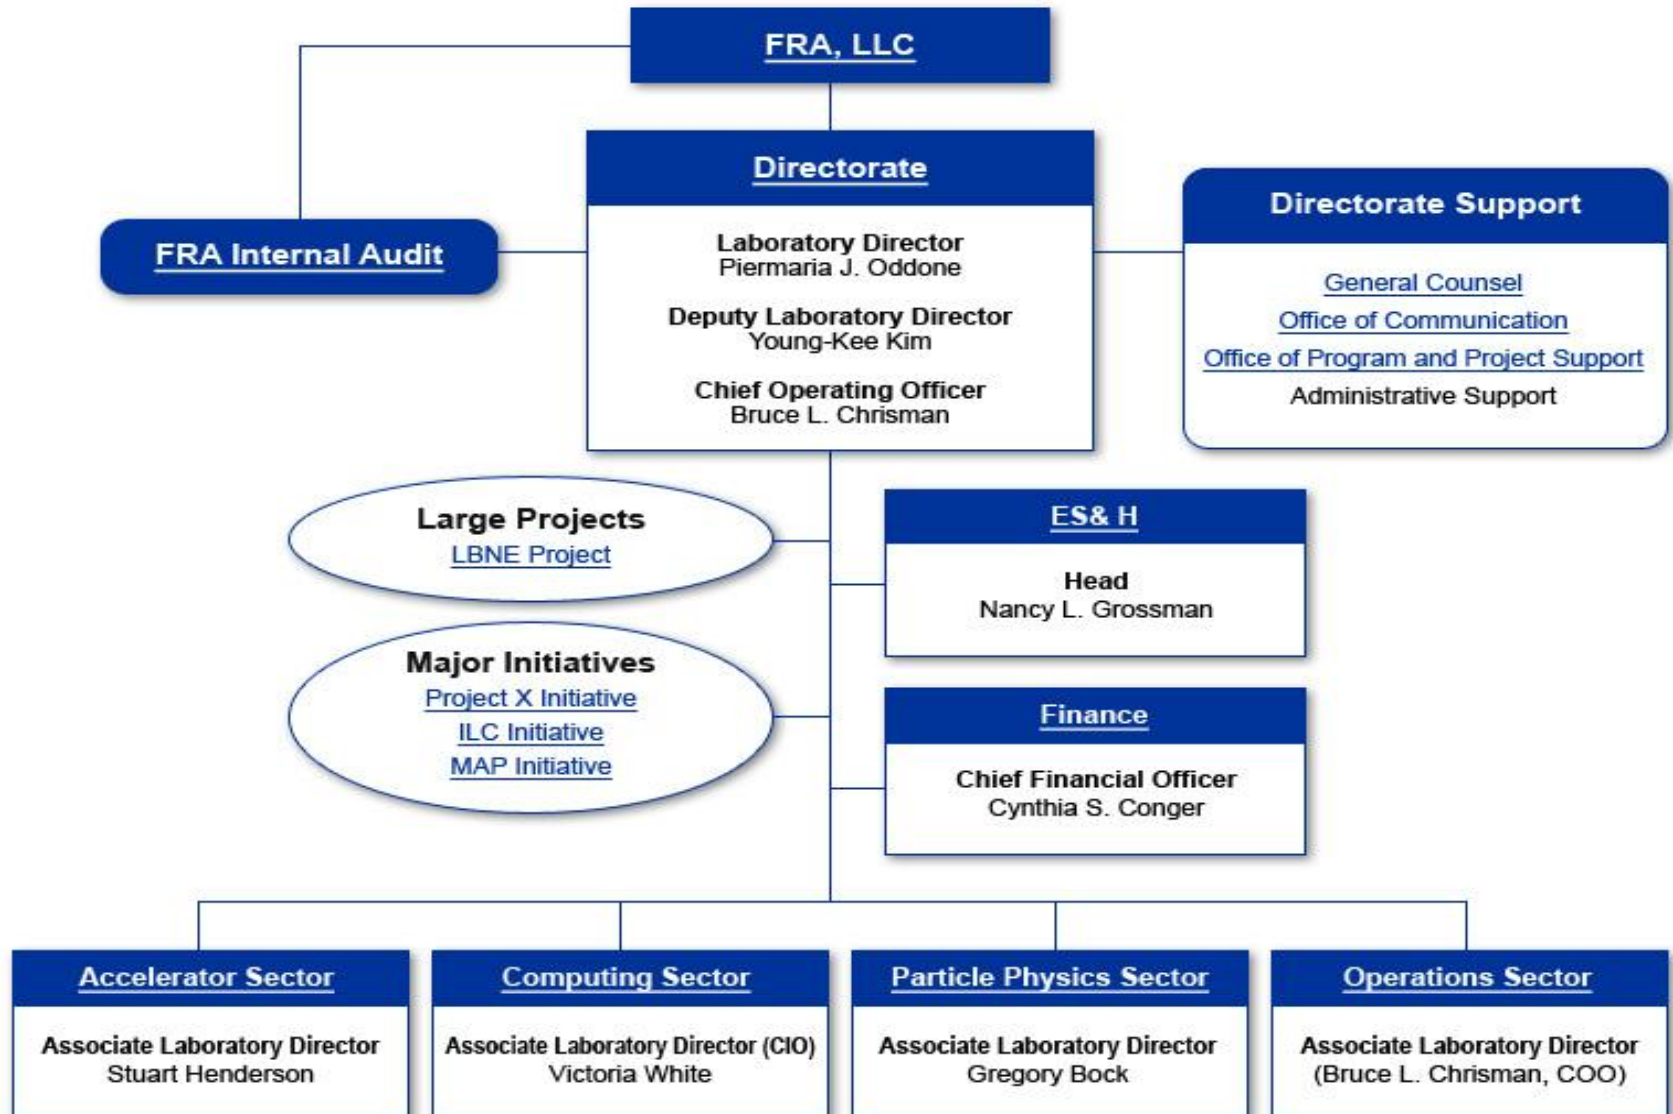 FRA, LLC
Directorate
Laboratory Director
Piermaria J. Oddone
Deputy Laboratory Director
Young-Kee Kim
Chief Operating Officer
Bruce L. Chrisman
FRA Internal Audit
Directorate Support
General Counsel
Office of Communication
Office of Program and Project Support
Administrative Support
Large Projects
LBNE Project
Major Initiatives
Project X Initiative
ILC Initiative
MAP Initiative
ES& H
Head
Nancy L. Grossman
Finance
Chief Financial Officer
Cynthia S. Conger
Accelerator Sector
Associate Laboratory Director
Stuart Henderson
Computing Sector
Associate Laboratory Director (CIO)
Victoria White
Particle Physics Sector
Associate Laboratory Director
Gregory Bock
Operations Sector
Associate Laboratory Director
(Bruce L. Chrisman, COO)